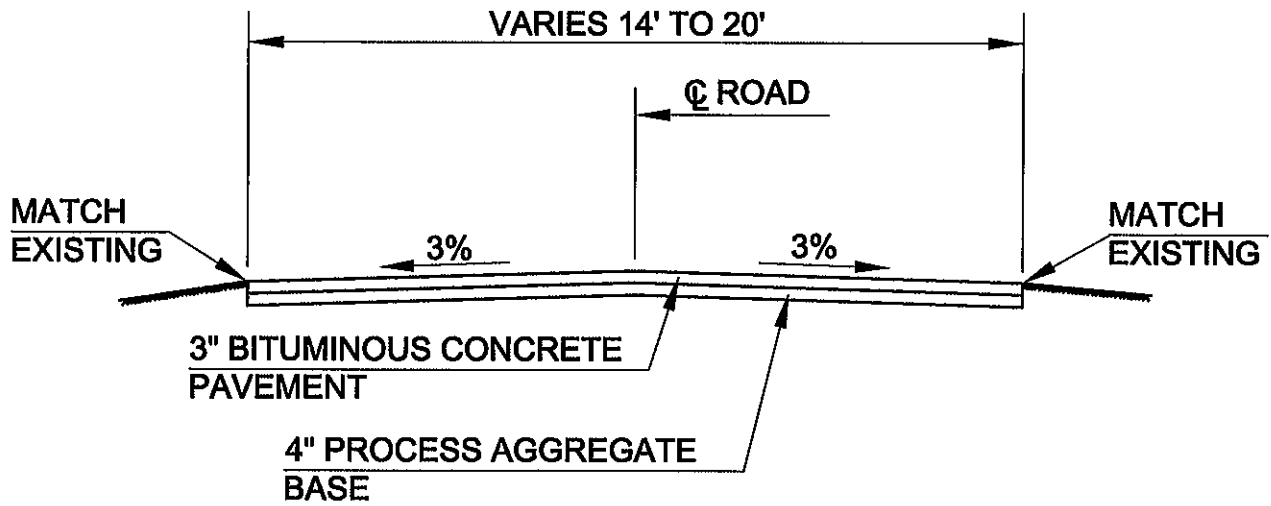 VARIES 14' TO 20'
℄ ROAD
MATCH
EXISTING
3%
3%
MATCH
EXISTING
3" BITUMINOUS CONCRETE
PAVEMENT
4" PROCESS AGGREGATE
BASE